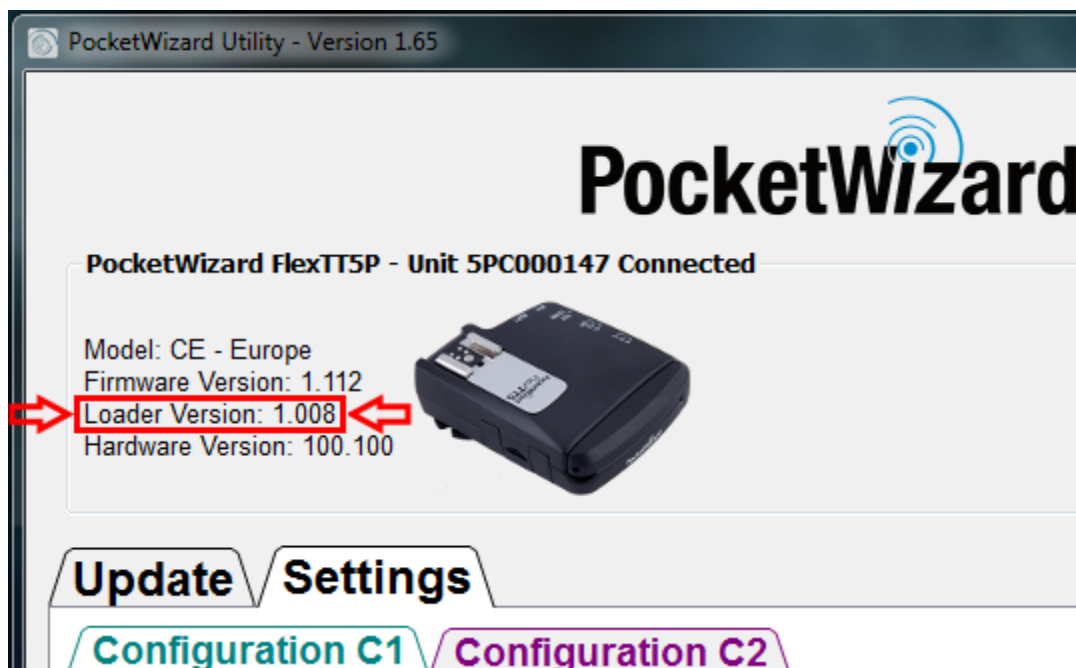 PocketWizard Utility - Version 1.65
PocketWizard
PocketWizard FlexTT5P - Unit 5PC000147 Connected
Model: CE - Europe
Firmware Version: 1.112
Loader Version: 1.008
Hardware Version: 100.100
Update
Settings
Configuration C1
Configuration C2